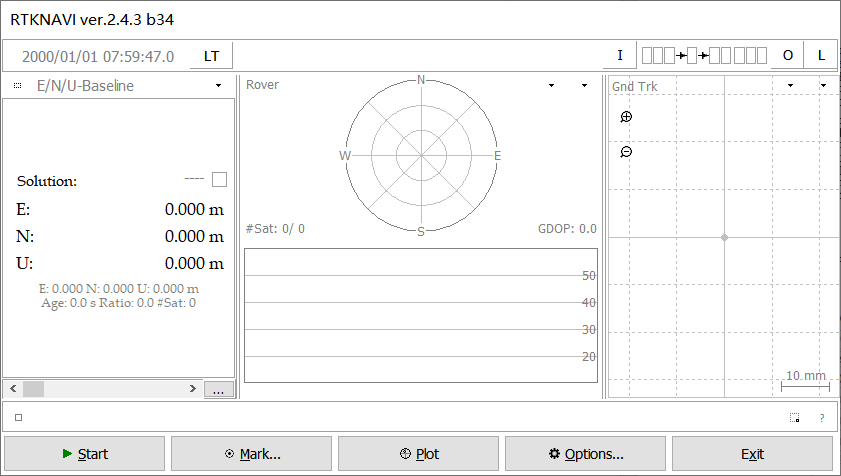 RTKNAVI ver.2.4.3 b34
2000/01/01 07:59:47.0 LT I O L
E/N/U-Baseline
Rover
Gnd Trk
N
W E
S
Solution: ----
E: 0.000 m
N: 0.000 m
U: 0.000 m
E: 0.000 N: 0.000 U: 0.000 m
Age: 0.0 s Ratio: 0.0 #Sat: 0
...
#Sat: 0/ 0 GDOP: 0.0
50
40
30
20
10 mm
?
Start Mark... Plot Options... Exit